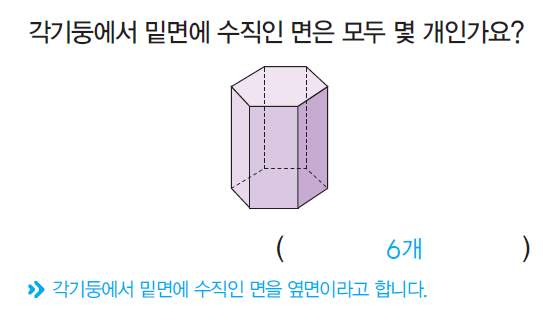 각기둥에서 밑면에 수직인 면은 모두 몇 개인가요?
( 6개 )
각기둥에서 밑면에 수직인 면을 옆면이라고 합니다.